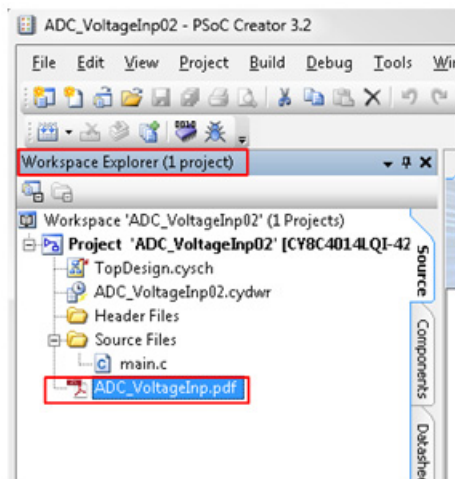 ADC_VoltageInp02 - PSoC Creator 3.2
File Edit View Project Build Debug Tools
Workspace Explorer (1 project)
Workspace 'ADC_VoltageInp02' (1 Projects)
Project 'ADC_VoltageInp02' [CY8C4014LQI-42
TopDesign.cysch
ADC_VoltageInp02.cydwr
Header Files
Source Files
main.c
ADC_VoltageInp.pdf
Source
Components
Datashe